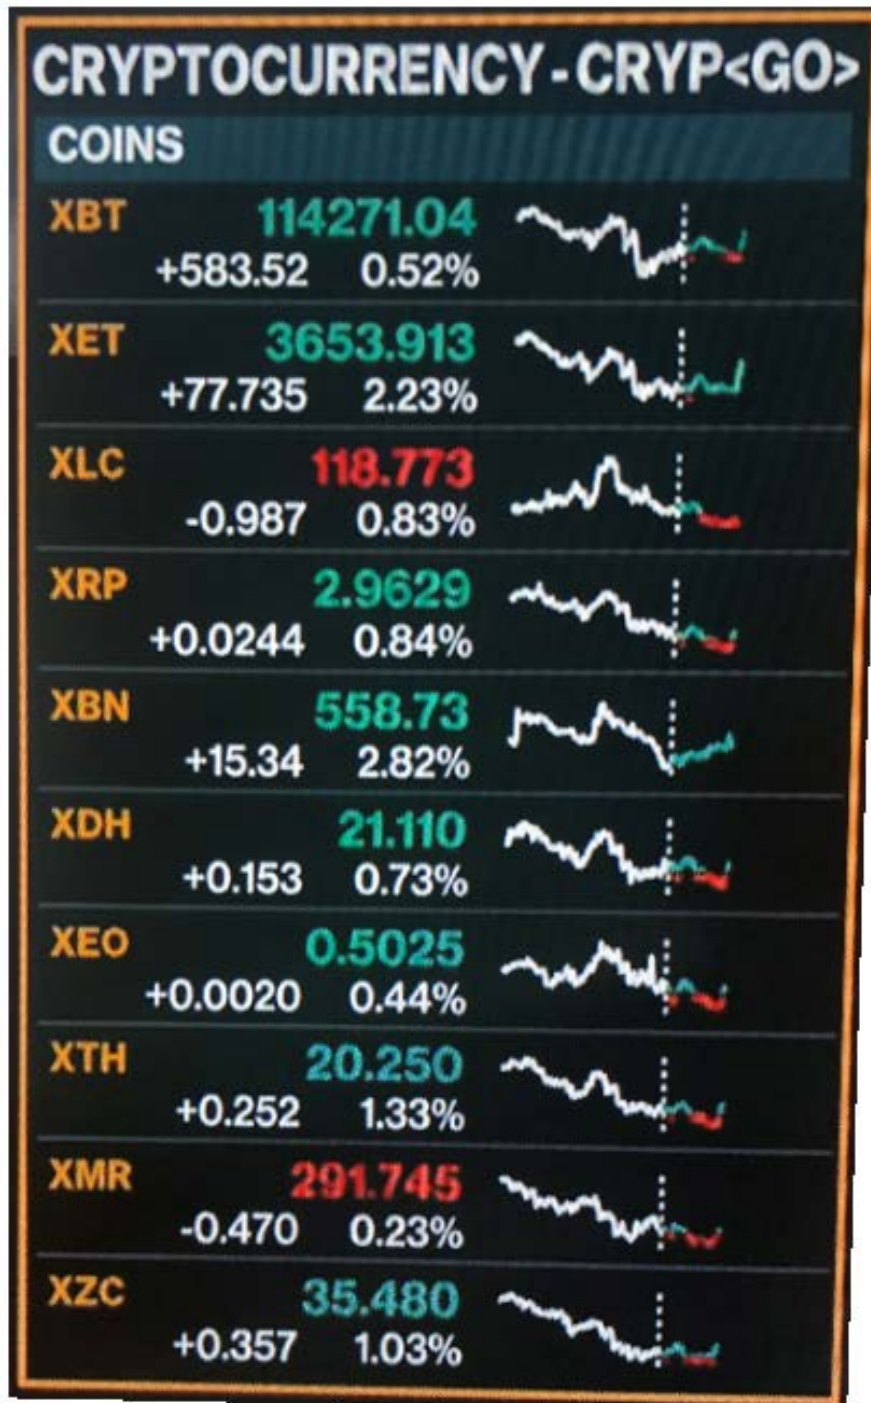 CRYPTOCURRENCY - CRYP<GO>
COINS
XBT 114271.04
+583.52 0.52%
XET 3653.913
+77.735 2.23%
XLC 118.773
-0.987 0.83%
XRP 2.9629
+0.0244 0.84%
XBN 558.73
+15.34 2.82%
XDH 21.110
+0.153 0.73%
XEO 0.5025
+0.0020 0.44%
XTH 20.250
+0.252 1.33%
XMR 291.745
-0.470 0.23%
XZC 35.480
+0.357 1.03%